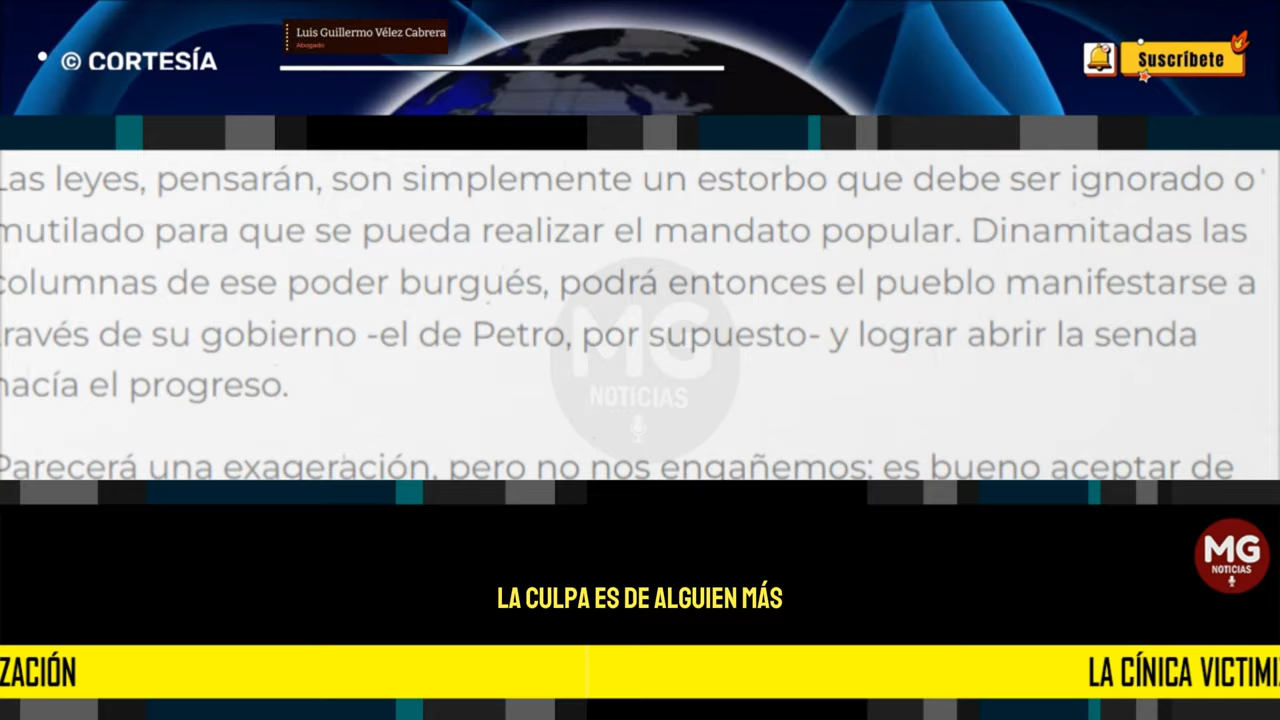 Luis Guillermo Vélez Cabrera
Abogado
© CORTESÍA
Suscríbete
Las leyes, pensarán, son simplemente un estorbo que debe ser ignorado o
mutilado para que se pueda realizar el mandato popular. Dinamitadas las
columnas de ese poder burgués, podrá entonces el pueblo manifestarse a
través de su gobierno -el de Petro, por supuesto- y lograr abrir la senda
hacía el progreso.
Parecerá una exageración, pero no nos engañemos: es bueno aceptar de
MG
NOTICIAS
MG
NOTICIAS
LA CULPA ES DE ALGUIEN MÁS
ZACIÓN
LA CÍNICA VICTIMI